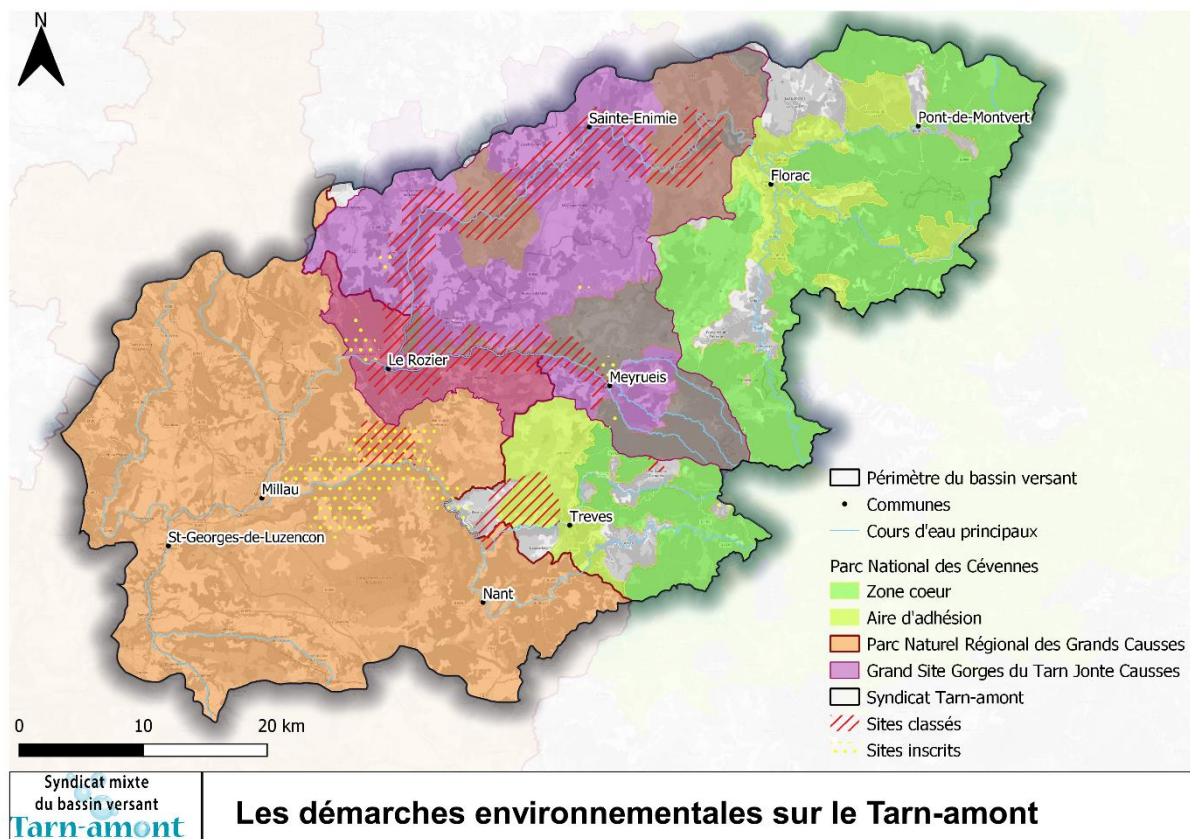 N
Sainte-Enimie
Pont-de-Montvert
Florac
Le Rozier
Meyrueis
Millau
St-Georges-de-Luzencon
Treves
Nant
0 10 20 km
Périmètre du bassin versant
Communes
Cours d'eau principaux
Parc National des Cévennes
Zone coeur
Aire d'adhésion
Parc Naturel Régional des Grands Causses
Grand Site Gorges du Tarn Jonte Causses
Syndicat Tarn-amont
Sites classés
Sites inscrits
Syndicat mixte
du bassin versant
Tarn-amont
Les démarches environnementales sur le Tarn-amont